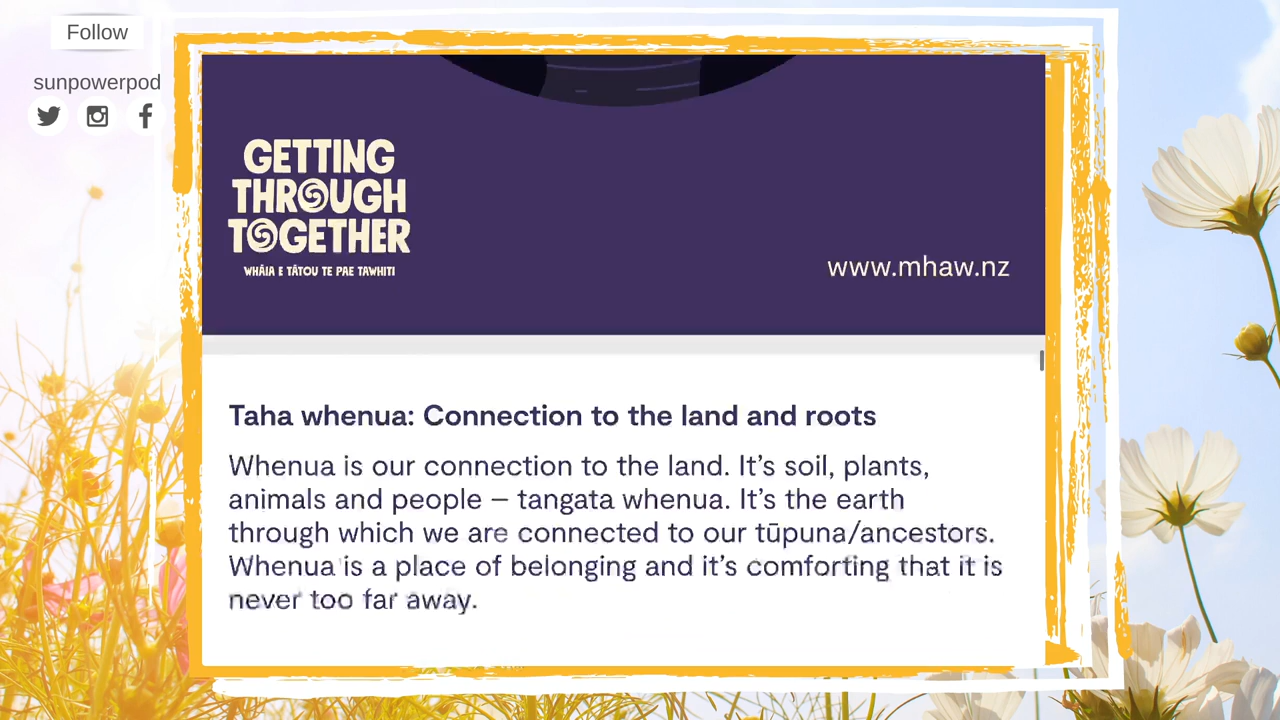 Follow
sunpowerpod
GETTING
THROUGH
TOGETHER
WHĀIA E TĀTOU TE PAE TAWHITI
www.mhaw.nz
Taha whenua: Connection to the land and roots
Whenua is our connection to the land. It’s soil, plants,
animals and people – tangata whenua. It’s the earth
through which we are connected to our tūpuna/ancestors.
Whenua is a place of belonging and it’s comforting that it is
never too far away.